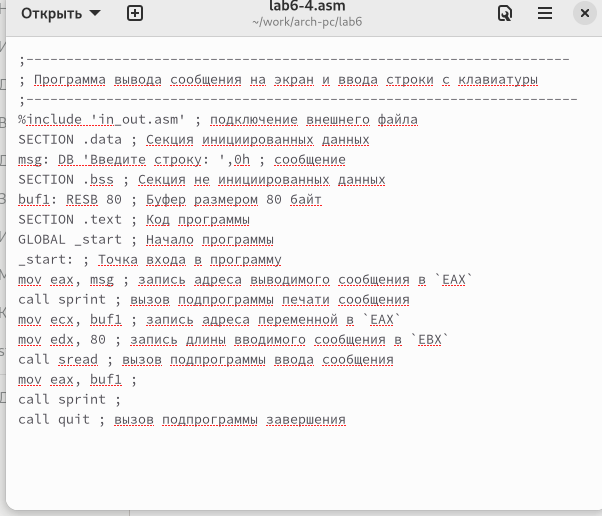 Открыть
lab6-4.asm
~/work/arch-pc/lab6
;--------------------------------------------------------------------
; Программа вывода сообщения на экран и ввода строки с клавиатуры
;---------------------------------------------------------------------
%include 'in_out.asm' ; подключение внешнего файла
SECTION .data ; Секция инициированных данных
msg: DB 'Введите строку: ',0h ; сообщение
SECTION .bss ; Секция не инициированных данных
buf1: RESB 80 ; Буфер размером 80 байт
SECTION .text ; Код программы
GLOBAL _start ; Начало программы
_start: ; Точка входа в программу
mov eax, msg ; запись адреса выводимого сообщения в `EAX`
call sprint ; вызов подпрограммы печати сообщения
mov ecx, buf1 ; запись адреса переменной в `EAX`
mov edx, 80 ; запись длины вводимого сообщения в `EBX`
call sread ; вызов подпрограммы ввода сообщения
mov eax, buf1 ;
call sprint ;
call quit ; вызов подпрограммы завершения